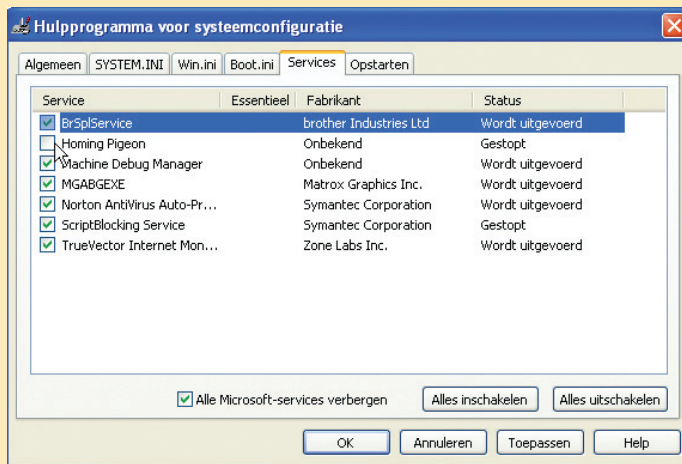 Hulpprogramma voor systeemconfiguratie
Algemeen SYSTEM.INI Win.ini Boot.ini Services Opstarten
Service Essentieel Fabrikant Status
BrSplService brother Industries Ltd Wordt uitgevoerd
Homing Pigeon Onbekend Gestopt
Machine Debug Manager Onbekend Wordt uitgevoerd
MGABGEXE Matrox Graphics Inc. Wordt uitgevoerd
Norton AntiVirus Auto-Pr... Symantec Corporation Wordt uitgevoerd
ScriptBlocking Service Symantec Corporation Gestopt
TrueVector Internet Mon... Zone Labs Inc. Wordt uitgevoerd
Alle Microsoft-services verbergen Alles inschakelen Alles uitschakelen
OK Annuleren Toepassen Help